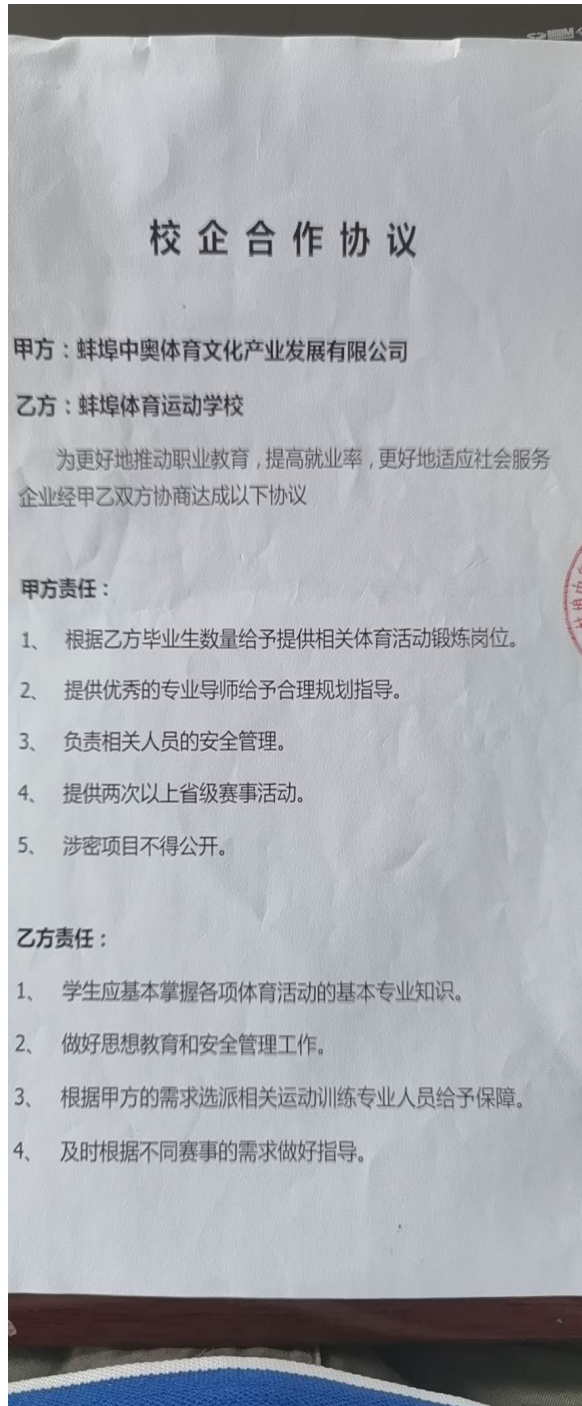 校企合作协议
甲方：蚌埠中奥体育文化产业发展有限公司
乙方：蚌埠体育运动学校
为更好地推动职业教育，提高就业率，更好地适应社会服务
企业经甲乙双方协商达成以下协议
甲方责任：
1、 根据乙方毕业生数量给予提供相关体育活动锻炼岗位。
2、 提供优秀的专业导师给予合理规划指导。
3、 负责相关人员的安全管理。
4、 提供两次以上省级赛事活动。
5、 涉密项目不得公开。
乙方责任：
1、 学生应基本掌握各项体育活动的基本专业知识。
2、 做好思想教育和安全管理工作。
3、 根据甲方的需求选派相关运动训练专业人员给予保障。
4、 及时根据不同赛事的需求做好指导。